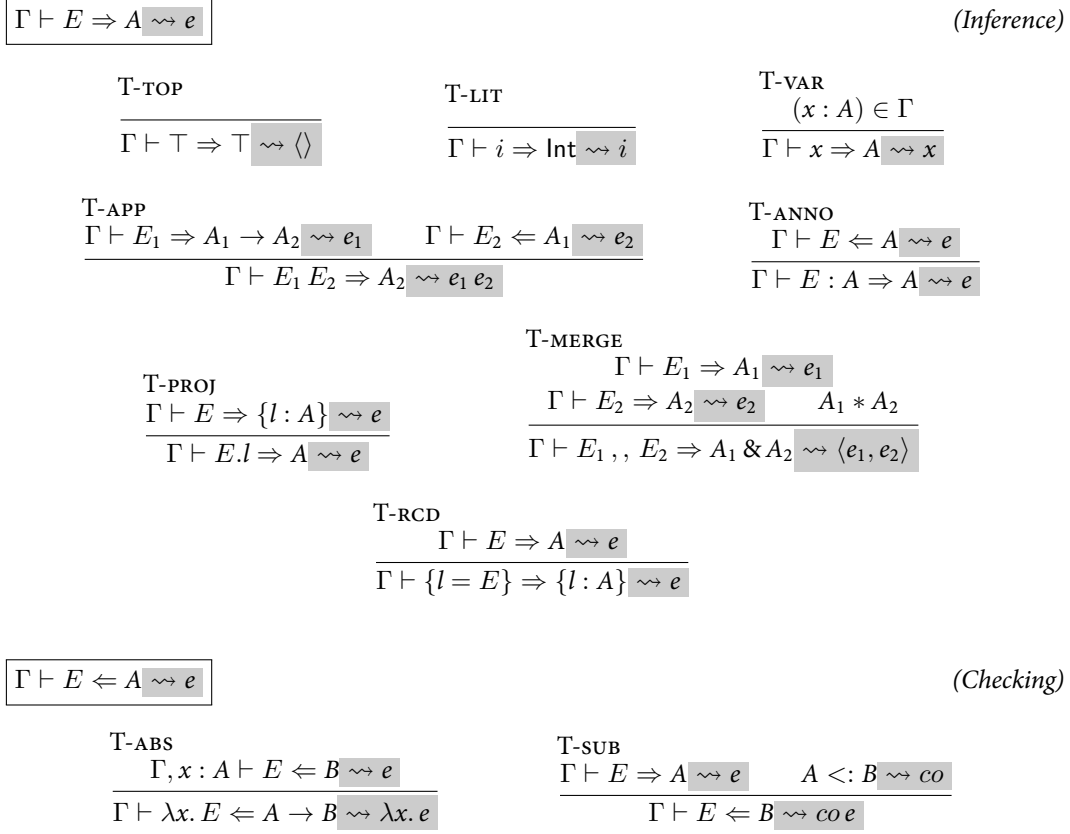 Γ ⊢ E ⇒ A ⇝ e (Inference)
T-TOP
Γ ⊢ ⊤ ⇒ ⊤ ⇝ ⟨⟩
T-LIT
Γ ⊢ i ⇒ Int ⇝ i
T-VAR
(x : A) ∈ Γ
Γ ⊢ x ⇒ A ⇝ x
T-APP
Γ ⊢ E₁ ⇒ A₁ → A₂ ⇝ e₁ Γ ⊢ E₂ ⇐ A₁ ⇝ e₂
Γ ⊢ E₁ E₂ ⇒ A₂ ⇝ e₁ e₂
T-ANNO
Γ ⊢ E ⇐ A ⇝ e
Γ ⊢ E : A ⇒ A ⇝ e
T-PROJ
Γ ⊢ E ⇒ {l : A} ⇝ e
Γ ⊢ E.l ⇒ A ⇝ e
T-MERGE
Γ ⊢ E₁ ⇒ A₁ ⇝ e₁
Γ ⊢ E₂ ⇒ A₂ ⇝ e₂ A₁ ∗ A₂
Γ ⊢ E₁ ,, E₂ ⇒ A₁ & A₂ ⇝ ⟨e₁, e₂⟩
T-RCD
Γ ⊢ E ⇒ A ⇝ e
Γ ⊢ {l = E} ⇒ {l : A} ⇝ e
Γ ⊢ E ⇐ A ⇝ e (Checking)
T-ABS
Γ, x : A ⊢ E ⇐ B ⇝ e
Γ ⊢ λx. E ⇐ A → B ⇝ λx. e
T-SUB
Γ ⊢ E ⇒ A ⇝ e A <: B ⇝ co
Γ ⊢ E ⇐ B ⇝ co e